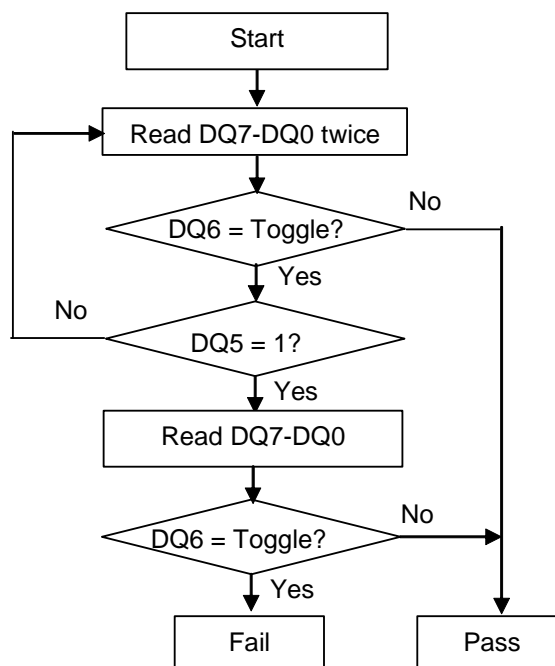 Start
Read DQ7-DQ0 twice
No
DQ6 = Toggle?
Yes
No
DQ5 = 1?
Yes
Read DQ7-DQ0
No
DQ6 = Toggle?
Yes
Fail
Pass